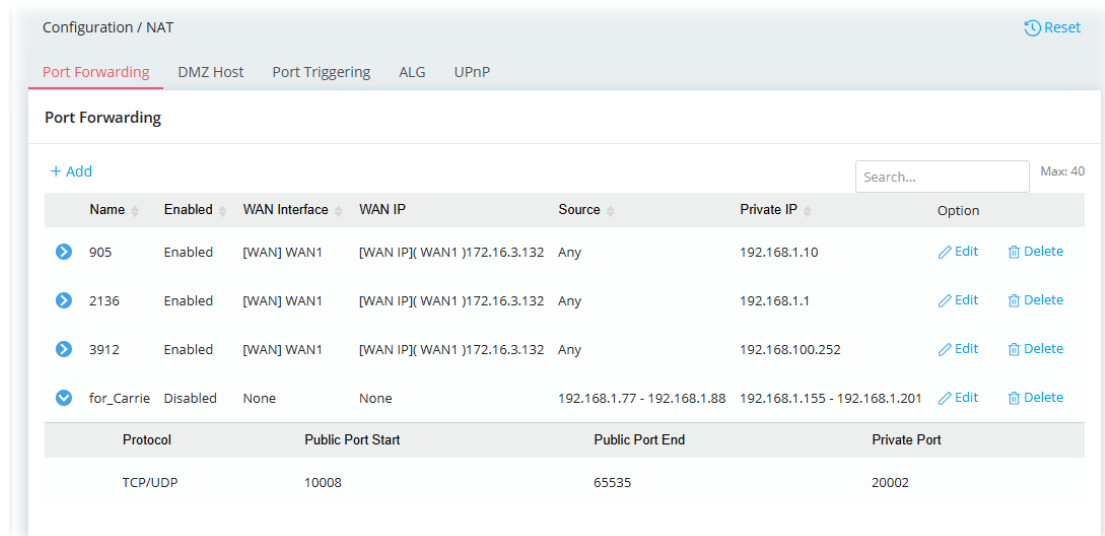 Configuration / NAT Reset
Port Forwarding DMZ Host Port Triggering ALG UPnP
Port Forwarding
+ Add Search... Max: 40
Name Enabled WAN Interface WAN IP Source Private IP Option
905 Enabled [WAN] WAN1 [WAN IP]( WAN1 )172.16.3.132 Any 192.168.1.10 Edit Delete
2136 Enabled [WAN] WAN1 [WAN IP]( WAN1 )172.16.3.132 Any 192.168.1.1 Edit Delete
3912 Enabled [WAN] WAN1 [WAN IP]( WAN1 )172.16.3.132 Any 192.168.100.252 Edit Delete
for_Carrie Disabled None None 192.168.1.77 - 192.168.1.88 192.168.1.155 - 192.168.1.201 Edit Delete
Protocol Public Port Start Public Port End Private Port
TCP/UDP 10008 65535 20002